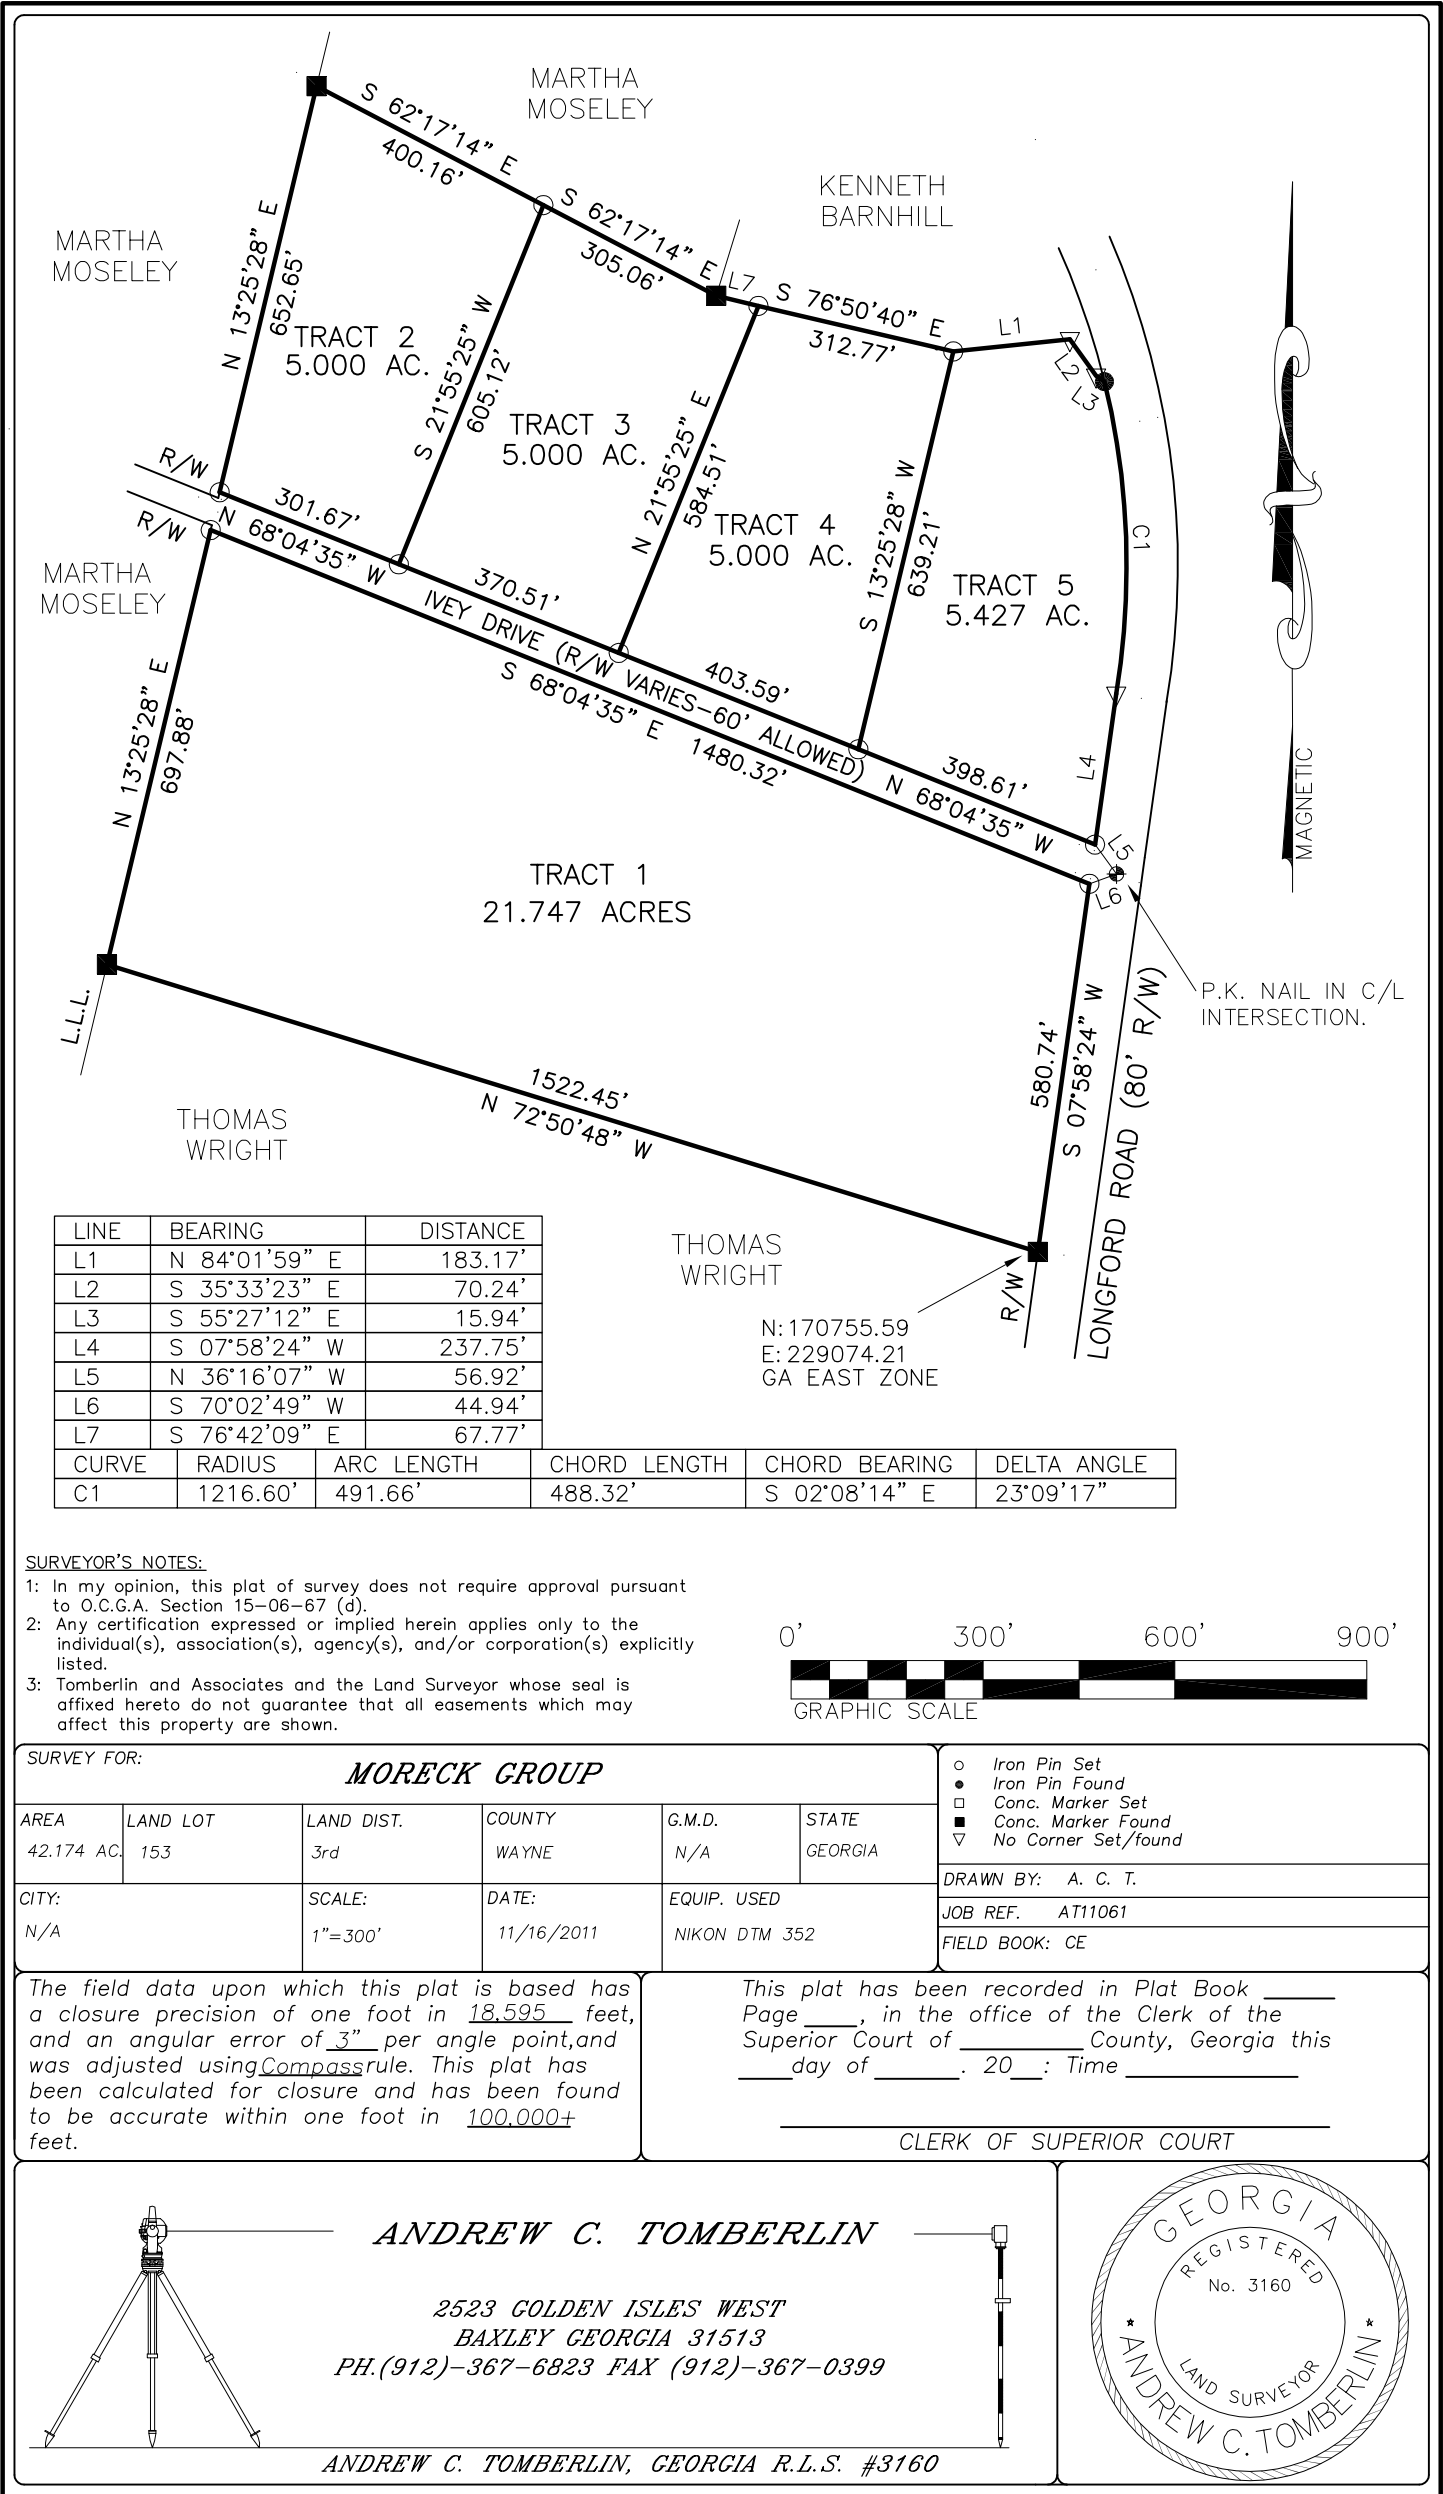 MARTHA
MOSELEY
S 62°17'14" E
400.16'
S 62°17'14" E
305.06'
KENNETH
BARNHILL
MARTHA
MOSELEY
N 13°25'28" E
652.65'
TRACT 2
5.000 AC.
S 21°55'25" W
605.12'
L7
S 76°50'40" E
312.77'
L1
L2
L3
TRACT 3
5.000 AC.
N 21°55'25" E
584.51'
TRACT 4
5.000 AC.
S 13°25'28" W
639.21'
TRACT 5
5.427 AC.
C1
R/W
R/W
301.67'
N 68°04'35" W
370.51'
IVEY DRIVE (R/W VARIES-60' ALLOWED)
403.59'
S 68°04'35" E 1480.32'
398.61'
N 68°04'35" W
L4
L5
L6
MAGNETIC
MARTHA
MOSELEY
N 13°25'28" E
697.88'
TRACT 1
21.747 ACRES
P.K. NAIL IN C/L
INTERSECTION.
L.L.L.
1522.45'
N 72°50'48" W
580.74'
S 07°58'24" W
LONGFORD ROAD (80' R/W)
THOMAS
WRIGHT
THOMAS
WRIGHT
R/W
N:170755.59
E:229074.21
GA EAST ZONE
LINE BEARING DISTANCE
L1 N 84°01'59" E 183.17'
L2 S 35°33'23" E 70.24'
L3 S 55°27'12" E 15.94'
L4 S 07°58'24" W 237.75'
L5 N 36°16'07" W 56.92'
L6 S 70°02'49" W 44.94'
L7 S 76°42'09" E 67.77'
CURVE RADIUS ARC LENGTH CHORD LENGTH CHORD BEARING DELTA ANGLE
C1 1216.60' 491.66' 488.32' S 02°08'14" E 23°09'17"
SURVEYOR'S NOTES:
1: In my opinion, this plat of survey does not require approval pursuant
to O.C.G.A. Section 15-06-67 (d).
2: Any certification expressed or implied herein applies only to the
individual(s), association(s), agency(s), and/or corporation(s) explicitly
listed.
3: Tomberlin and Associates and the Land Surveyor whose seal is
affixed hereto do not guarantee that all easements which may
affect this property are shown.
0' 300' 600' 900'
GRAPHIC SCALE
SURVEY FOR: MORECK GROUP
AREA LAND LOT LAND DIST. COUNTY G.M.D. STATE
42.174 AC. 153 3rd WAYNE N/A GEORGIA
CITY: SCALE: DATE: EQUIP. USED
N/A 1"=300' 11/16/2011 NIKON DTM 352
Iron Pin Set
Iron Pin Found
Conc. Marker Set
Conc. Marker Found
No Corner Set/found
DRAWN BY: A. C. T.
JOB REF. AT11061
FIELD BOOK: CE
The field data upon which this plat is based has
a closure precision of one foot in 18,595 feet,
and an angular error of 3" per angle point,and
was adjusted using Compass rule. This plat has
been calculated for closure and has been found
to be accurate within one foot in 100,000+
feet.
This plat has been recorded in Plat Book ______
Page ____, in the office of the Clerk of the
Superior Court of _________ County, Georgia this
____day of ______. 20__: Time ____________
CLERK OF SUPERIOR COURT
ANDREW C. TOMBERLIN
2523 GOLDEN ISLES WEST
BAXLEY GEORGIA 31513
PH.(912)-367-6823 FAX (912)-367-0399
ANDREW C. TOMBERLIN, GEORGIA R.L.S. #3160
GEORGIA
REGISTERED
No. 3160
LAND SURVEYOR
ANDREW C. TOMBERLIN